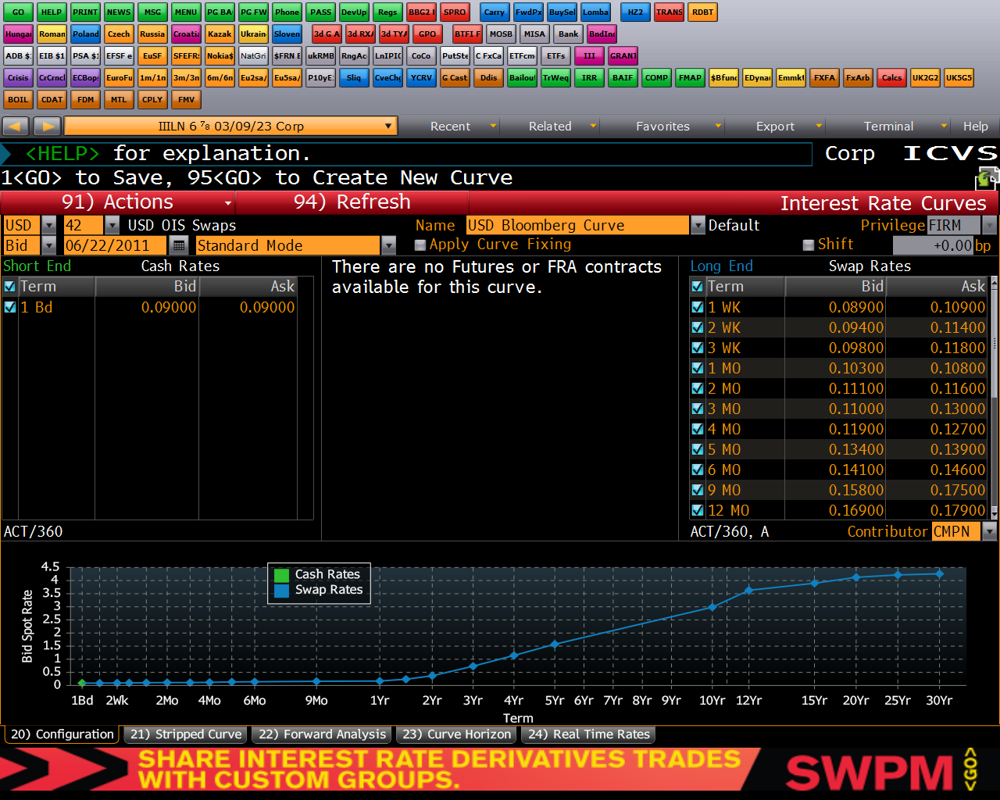 GO HELP PRINT NEWS MSG MENU PG BA PG FW Phone PASS DevUp Regs BBG2 I SPRO Carry FwdPx BuySel Lomba HZ2 TRANS RDBT
Hungar Roman Poland Czech Russia Croatia Kazak Ukrain Sloven 3d G A 3d RXA 3d TYA GPO BTFI F MOSB MISA Bank BndInd
ADB $1 EIB $1 PSA $1 EFSF e EuSF SFEFR Nokia$ NatGri $FRN E ukRMB RngAc LnIPIC CoCo PutSte C FxCa ETFcm ETFs III GRANT
Crisis CrCrncl ECBops EuroFu 1m/1n 3m/3n 6m/6n Eu2sa/ Eu5sa/ P10yE: Sliq CveChg YCRV G Cast Ddis Bailout TrWeq IRR BAIF COMP FMAP $Bfund EDynar Emmkt FXFA FxArb Calcs UK2G2 UK5G5
BOIL CDAT FDM MTL CPLY FMV
IIILN 6 ⅞ 03/09/23 Corp Recent Related Favorites Export Terminal Help
<HELP> for explanation. Corp ICVS
1<GO> to Save, 95<GO> to Create New Curve
91) Actions 94) Refresh Interest Rate Curves
USD 42 USD OIS Swaps Name USD Bloomberg Curve Default Privilege FIRM
Bid 06/22/2011 Standard Mode Apply Curve Fixing Shift +0.00 bp
Short End Cash Rates
Term Bid Ask
1 Bd 0.09000 0.09000
ACT/360
There are no Futures or FRA contracts
available for this curve.
Long End Swap Rates
Term Bid Ask
1 WK 0.08900 0.10900
2 WK 0.09400 0.11400
3 WK 0.09800 0.11800
1 MO 0.10300 0.10800
2 MO 0.11100 0.11600
3 MO 0.11000 0.13000
4 MO 0.11900 0.12700
5 MO 0.13400 0.13900
6 MO 0.14100 0.14600
9 MO 0.15800 0.17500
12 MO 0.16900 0.17900
ACT/360, A Contributor CMPN
Cash Rates
Swap Rates
Bid Spot Rate
4.5
4
3.5
3
2.5
2
1.5
1
0.5
0
1Bd 2Wk 2Mo 4Mo 6Mo 9Mo 1Yr 2Yr 3Yr 4Yr 5Yr 6Yr 7Yr 8Yr 9Yr 10Yr 12Yr 15Yr 20Yr 25Yr 30Yr
Term
20) Configuration 21) Stripped Curve 22) Forward Analysis 23) Curve Horizon 24) Real Time Rates
SHARE INTEREST RATE DERIVATIVES TRADES
WITH CUSTOM GROUPS.
SWPM <GO>